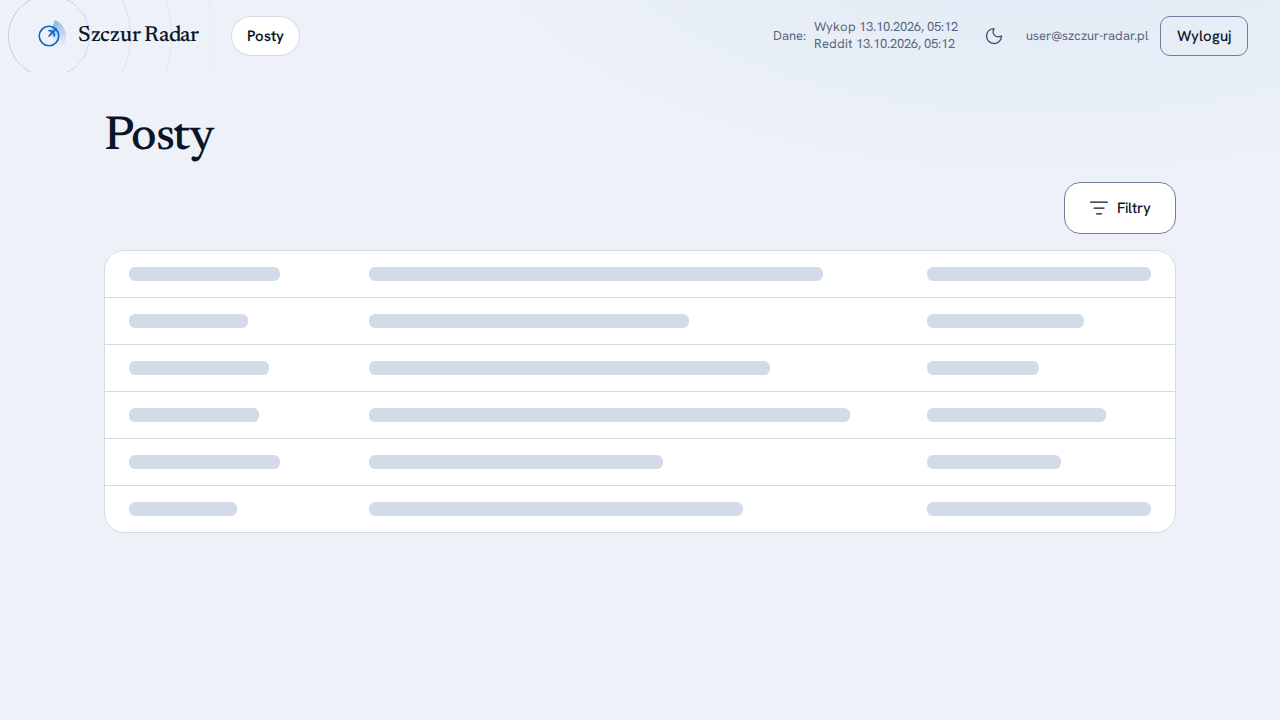 Szczur Radar
Posty
Dane:
Wykop 13.10.2026, 05:12
Reddit 13.10.2026, 05:12
user@szczur-radar.pl
Wyloguj
Posty
Filtry